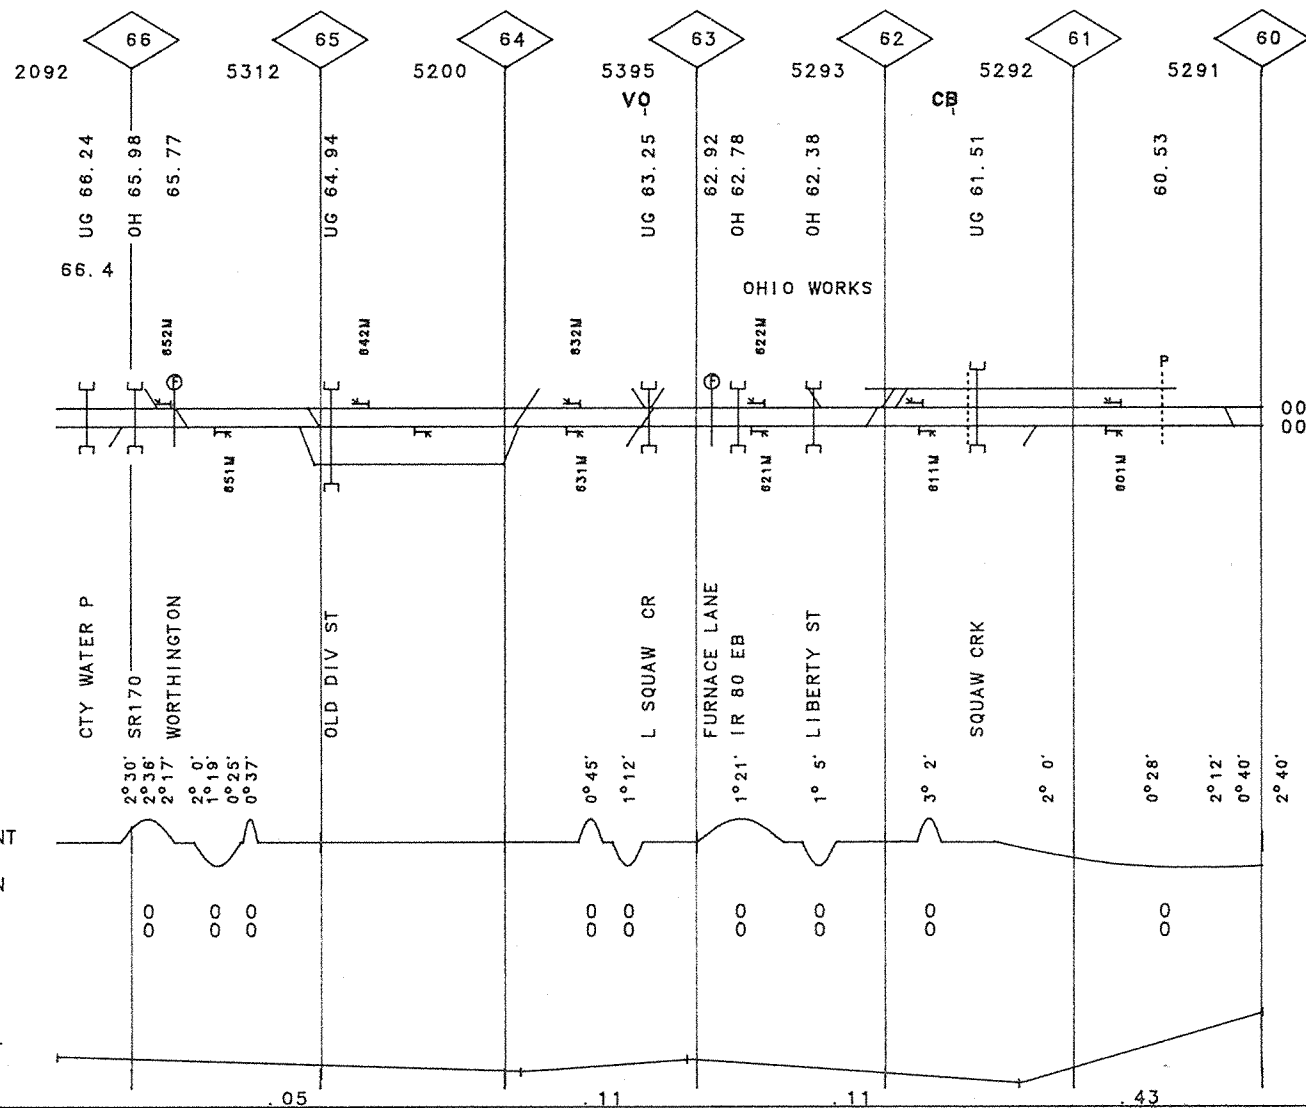 66 65 64 63 62 61 60
2092 5312 5200 5395 5293 5292 5291
VO CB
UG 66.24
OH 65.98
65.77
UG 64.94
UG 63.25
62.92
OH 62.78
OH 62.38
UG 61.51
60.53
66.4
OHIO WORKS
652M
642M
632M
622M
P
00
00
651M
631M
621M
611M
601M
CTY WATER P
SR170
WORTHINGTON
OLD DIV ST
L SQUAW CR
FURNACE LANE
IR 80 EB
LIBERTY ST
SQUAW CRK
2° 30'
2° 36'
2° 17'
2° 0'
1° 19'
0° 25'
0° 37'
0° 45'
1° 12'
1° 21'
1° 5'
3° 2'
2° 0'
0° 28'
2° 12'
0° 40'
2° 40'
NT
N
0 0 0 0 0 0 0 0 0
0 0 0 0 0 0 0 0 0
.05 .11 .11 .43